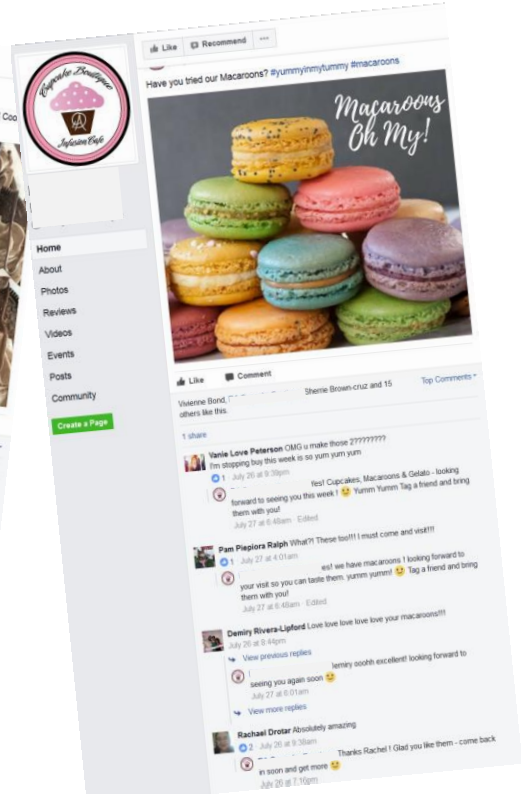 Coo
Cupcake Boutique
Infusion Cafe
Home
About
Photos
Reviews
Videos
Events
Posts
Community
Create a Page
Like Recommend ...
Have you tried our Macaroons? #yummyinmytummy #macaroons
Macaroons
Oh My!
Like Comment
Vivienne Bond, Sherrie Brown-cruz and 15
others like this.
Top Comments
1 share
Vanie Love Peterson OMG u make those 2????????
I'm stopping buy this week is so yum yum yum
1 · July 26 at 9:39pm
Yes! Cupcakes, Macaroons & Gelato - looking
forward to seeing you this week ! 😉 Yumm Yumm Tag a friend and bring
them with you!
July 27 at 6:48am · Edited
Pam Piepiora Ralph What?! These too!!! I must come and visit!!!
1 · July 27 at 4:01am
es! we have macaroons ! looking forward to
your visit so you can taste them. yumm yumm! 😉 Tag a friend and bring
them with you!
July 27 at 6:48am · Edited
Demiry Rivera-Lipford Love love love love love your macaroons!!!
July 26 at 8:44pm
View previous replies
lemiry ooohh excellent! looking forward to
seeing you again soon 😉
July 27 at 6:01am
View more replies
Rachael Drotar Absolutely amazing
2 · July 26 at 9:38am
Thanks Rachel ! Glad you like them - come back
in soon and get more 😉
July 26 at 7:16pm